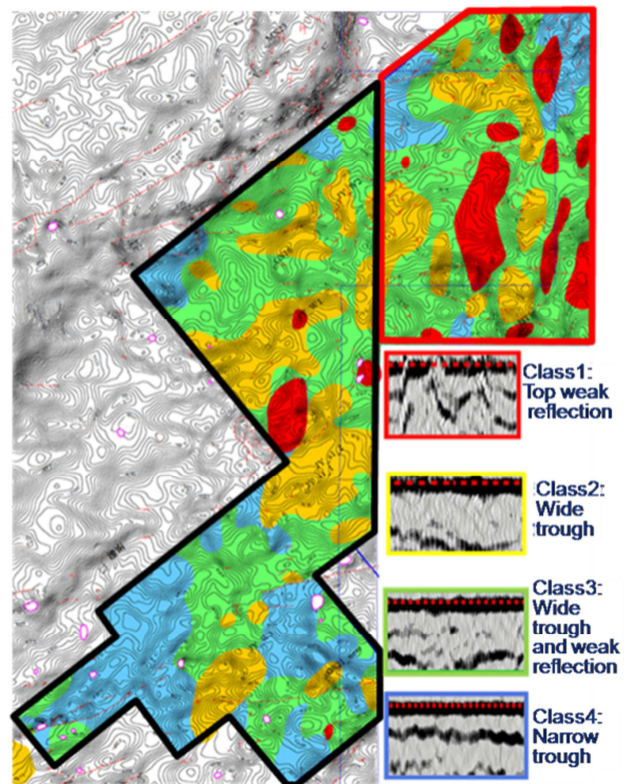 Class1:
Top weak
reflection
Class2:
Wide
trough
Class3:
Wide
trough
and weak
reflection
Class4:
Narrow
trough